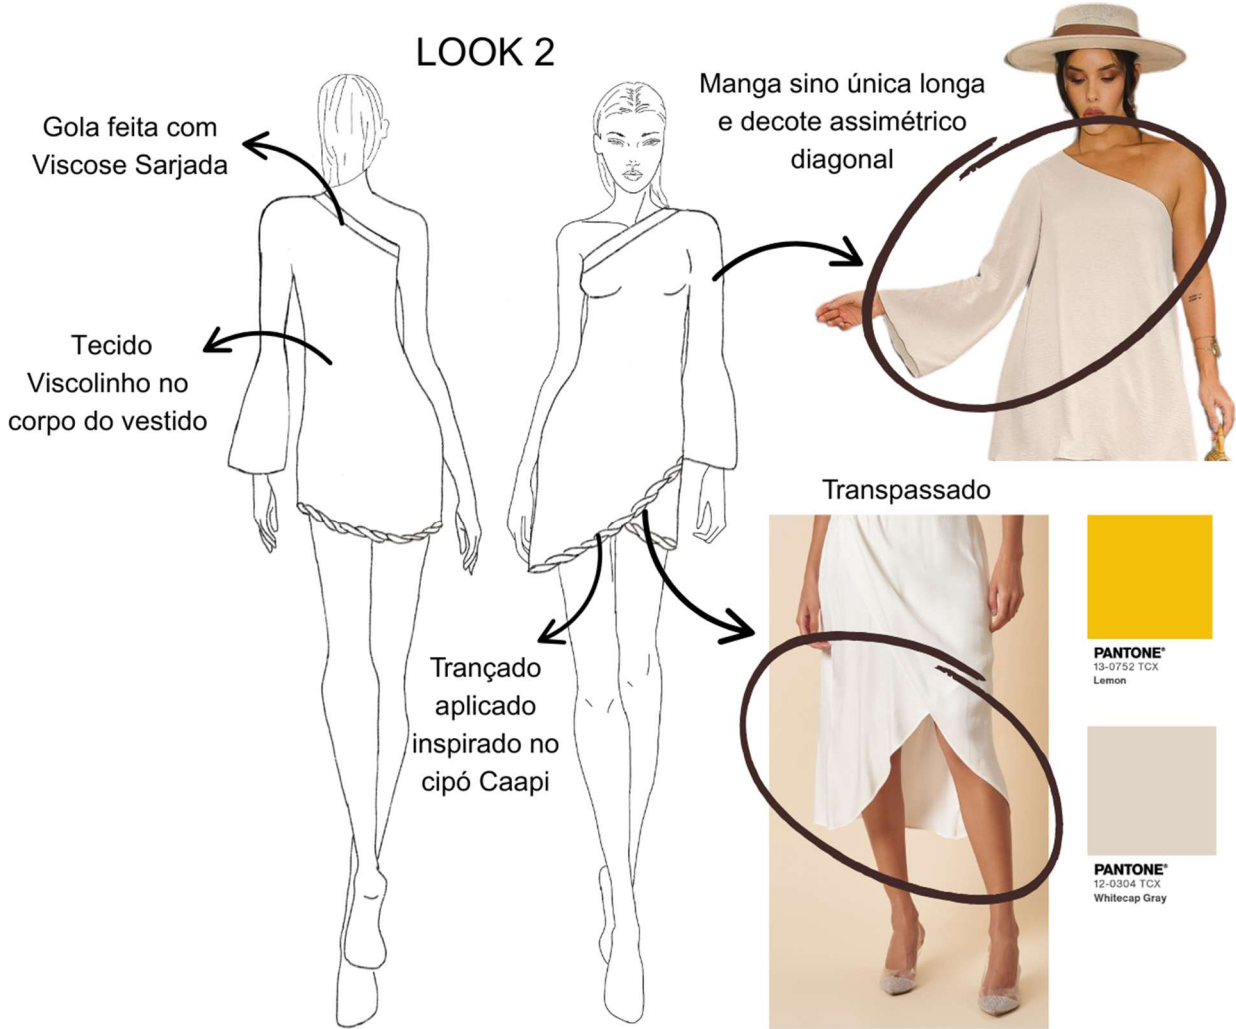 LOOK 2
Gola feita com
Viscose Sarjada
Manga sino única longa
e decote assimétrico
diagonal
Tecido
Viscolinho no
corpo do vestido
Transpassado
Trançado
aplicado
inspirado no
cipó Caapi
PANTONE®
13-0752 TCX
Lemon
PANTONE®
12-0304 TCX
Whitecap Gray